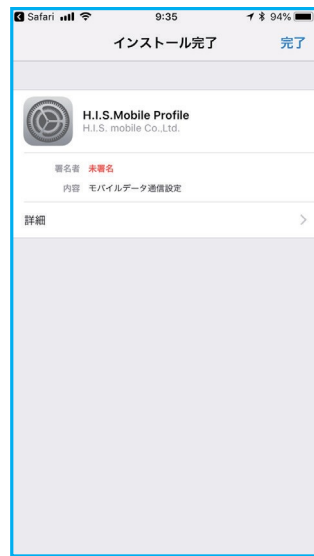 Safari 9:35 94%
インストール完了 完了
H.I.S.Mobile Profile
H.I.S. mobile Co.,Ltd.
署名者 未署名
内容 モバイルデータ通信設定
詳細